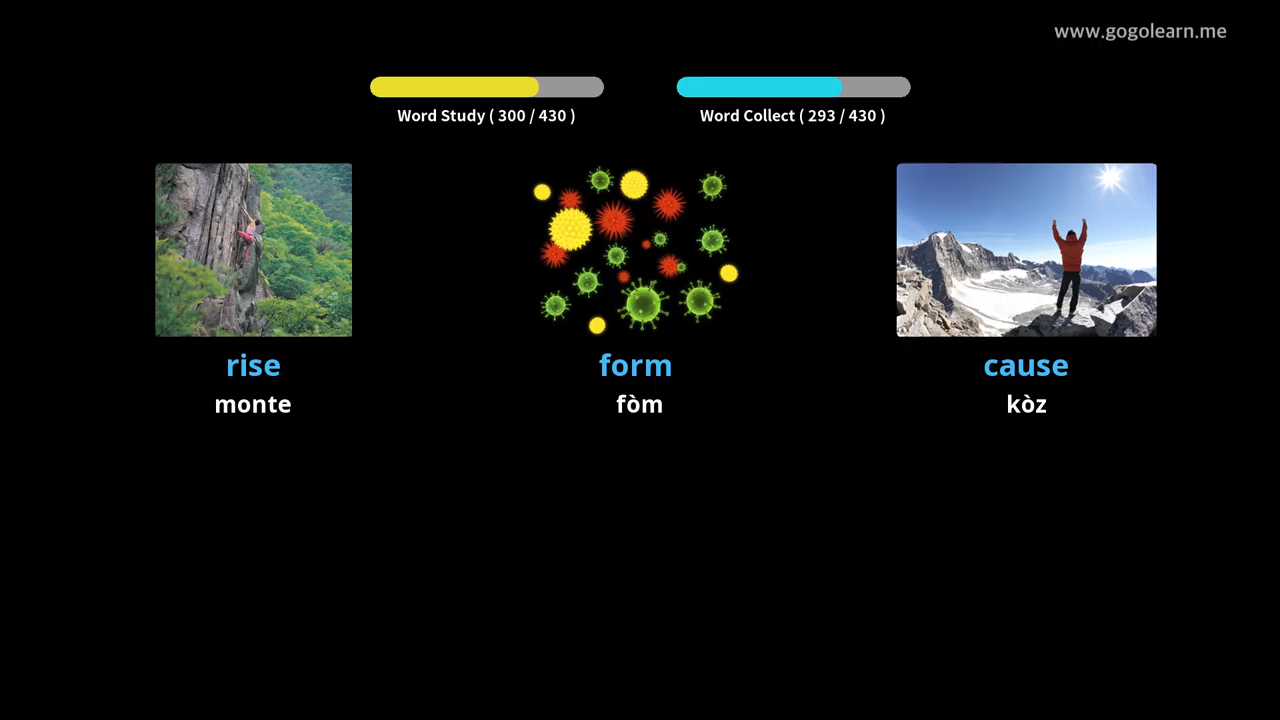 www.gogolearn.me
Word Study ( 300 / 430 )
Word Collect ( 293 / 430 )
rise
monte
form
fòm
cause
kòz